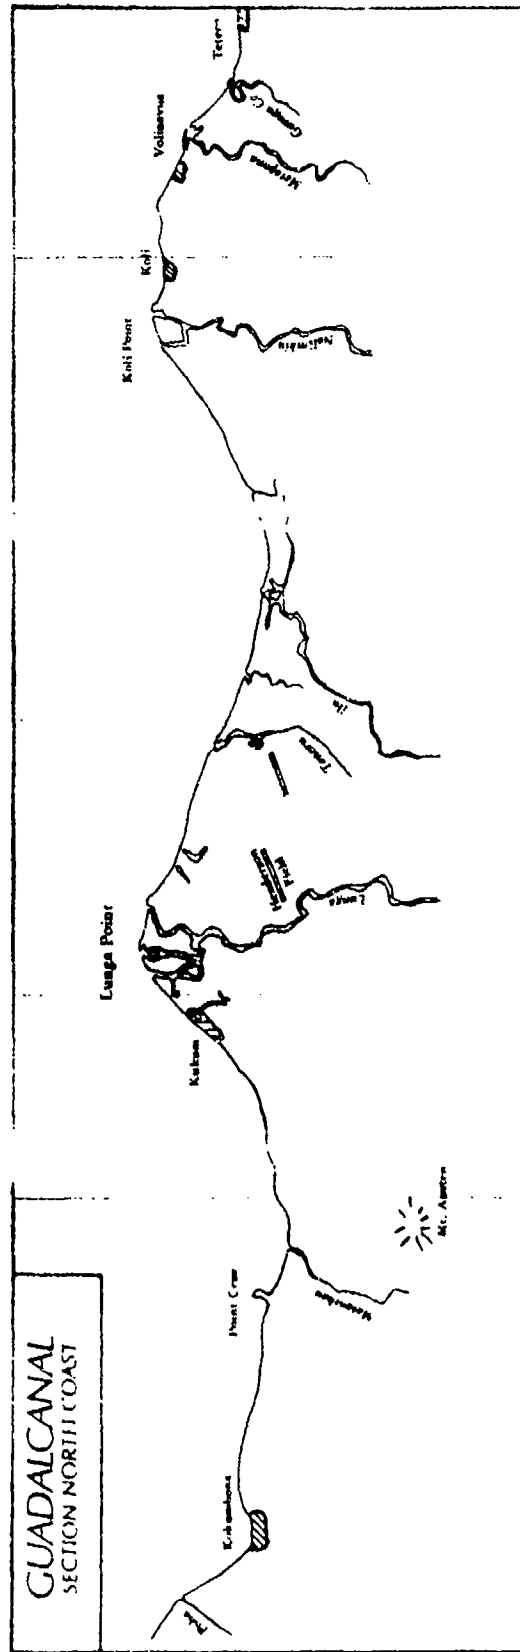 GUADALCANAL
SECTION NORTH COAST
Kokumbona
Point Cruz
Matanikau
Mt. Austen
Kukum
Lunga Point
Lunga
Henderson
Field
Tenaru
Ilu
Koli Point
Nalimbiu
Koli
Volinavua
Metapona
Tetere